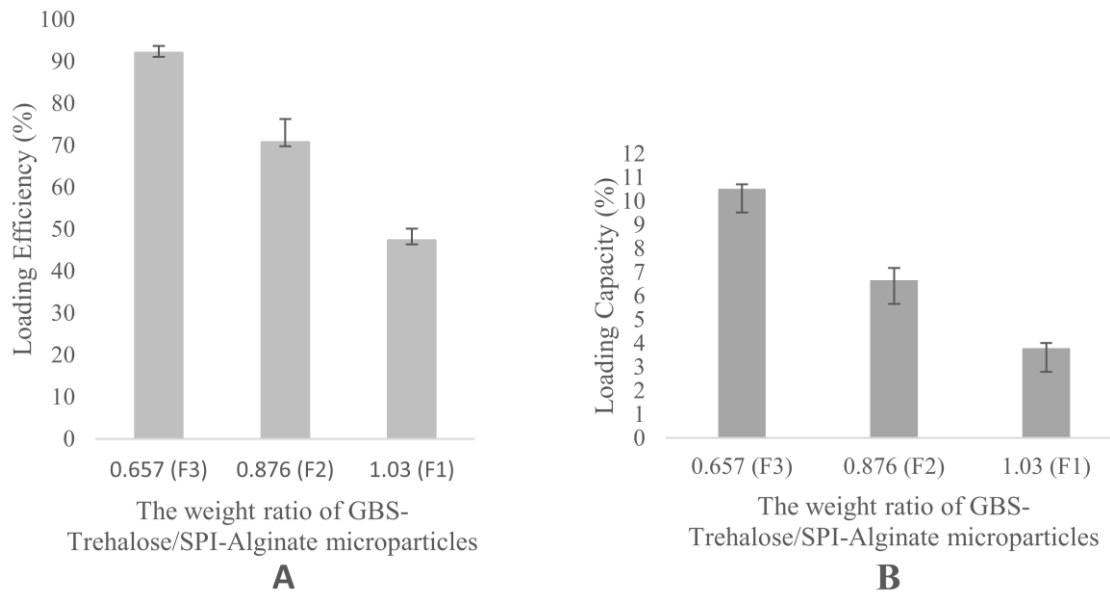 Loading Efficiency (%)
100
90
80
70
60
50
40
30
20
10
0
0.657 (F3) 0.876 (F2) 1.03 (F1)
The weight ratio of GBS-
Trehalose/SPI-Alginate microparticles
A
Loading Capacity (%)
12
11
10
9
8
7
6
5
4
3
2
1
0
0.657 (F3) 0.876 (F2) 1.03 (F1)
The weight ratio of GBS-
Trehalose/SPI-Alginate microparticles
B